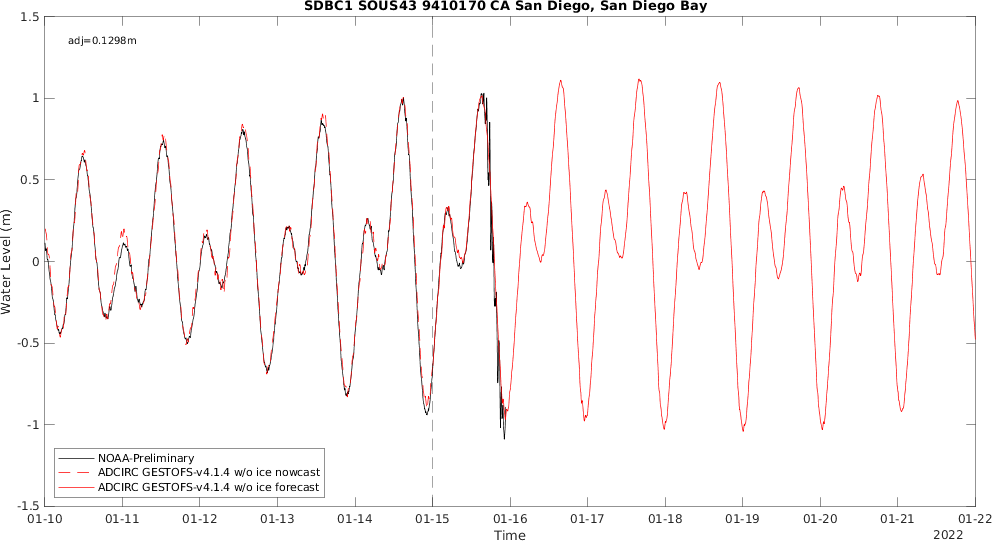 SDBC1 SOUS43 9410170 CA San Diego, San Diego Bay
adj=0.1298m
Water Level (m)
1.5
1
0.5
0
-0.5
-1
-1.5
NOAA-Preliminary
ADCIRC GESTOFS-v4.1.4 w/o ice nowcast
ADCIRC GESTOFS-v4.1.4 w/o ice forecast
01-10 01-11 01-12 01-13 01-14 01-15 01-16 01-17 01-18 01-19 01-20 01-21 01-22
Time
2022